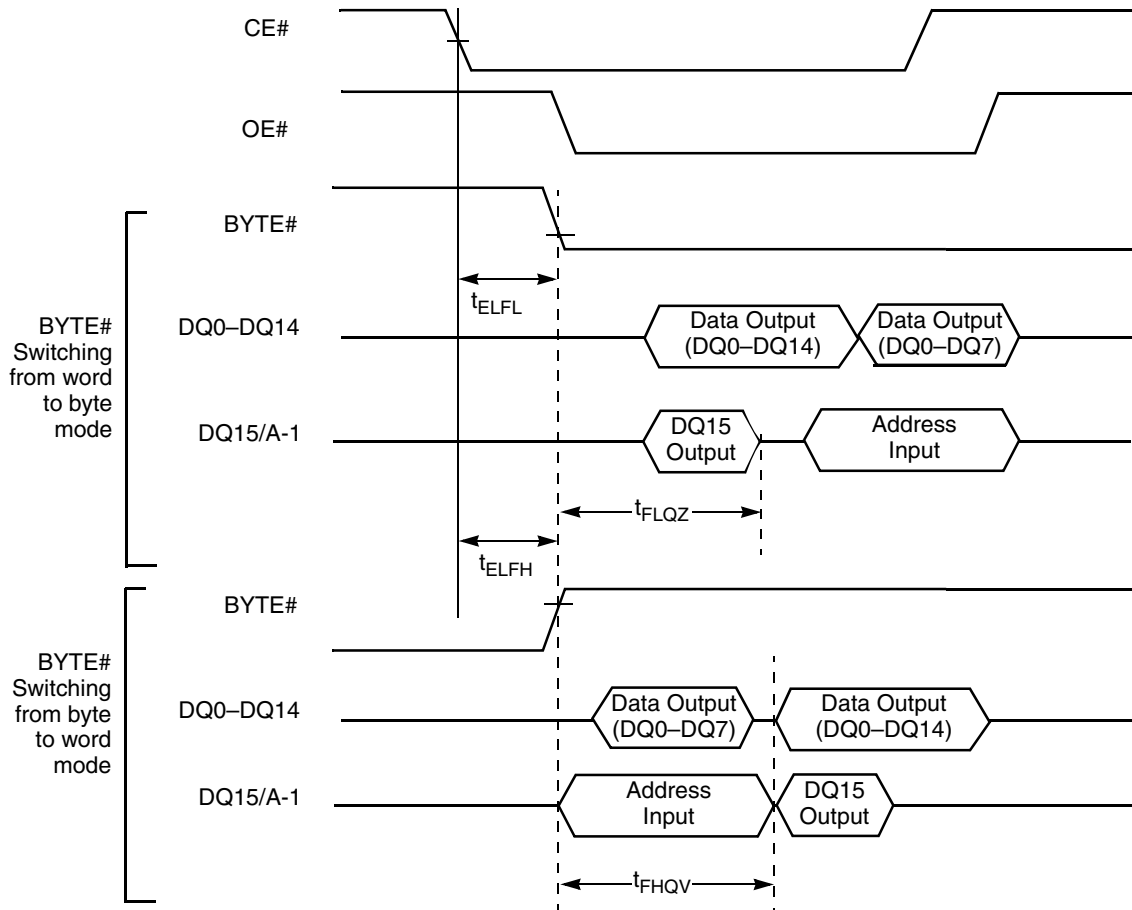 CE#
OE#
BYTE#
tELFL
BYTE#
Switching
from word
to byte
mode
DQ0–DQ14
Data Output
(DQ0–DQ14)
Data Output
(DQ0–DQ7)
DQ15/A-1
DQ15
Output
Address
Input
tFLQZ
tELFH
BYTE#
BYTE#
Switching
from byte
to word
mode
DQ0–DQ14
Data Output
(DQ0–DQ7)
Data Output
(DQ0–DQ14)
DQ15/A-1
Address
Input
DQ15
Output
tFHQV